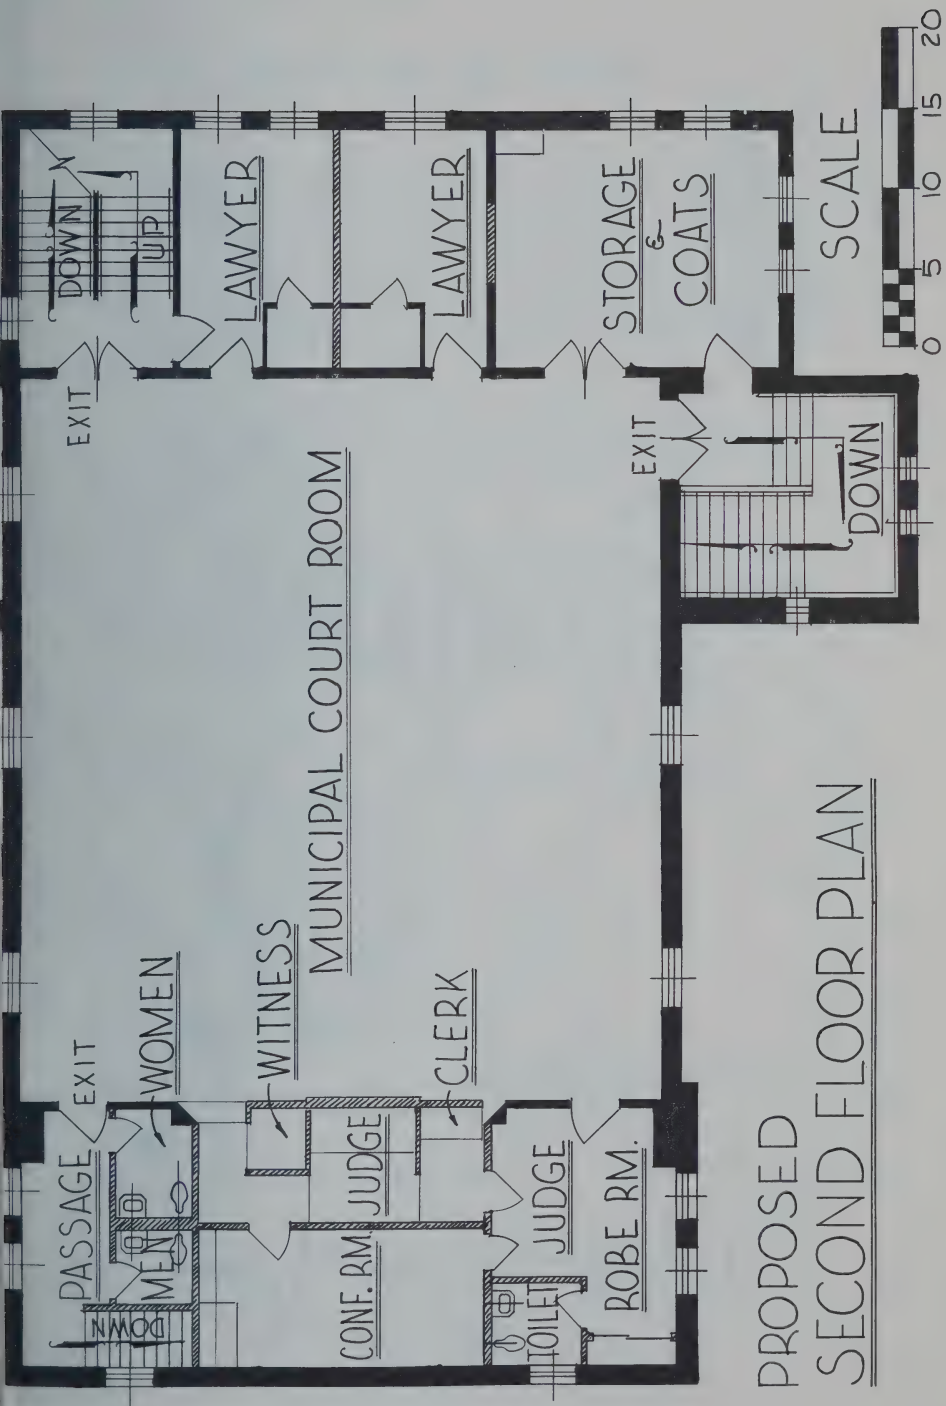 PASSAGE
EXIT
MEN
WOMEN
DOWN
WITNESS
JUDGE
CLERK
CONF. RM.
TOILET
JUDGE
ROBE RM.
MUNICIPAL COURT ROOM
EXIT
DOWN
UP
LAWYER
LAWYER
STORAGE
&
COATS
EXIT
DOWN
PROPOSED
SECOND FLOOR PLAN
SCALE
0 5 10 15 20